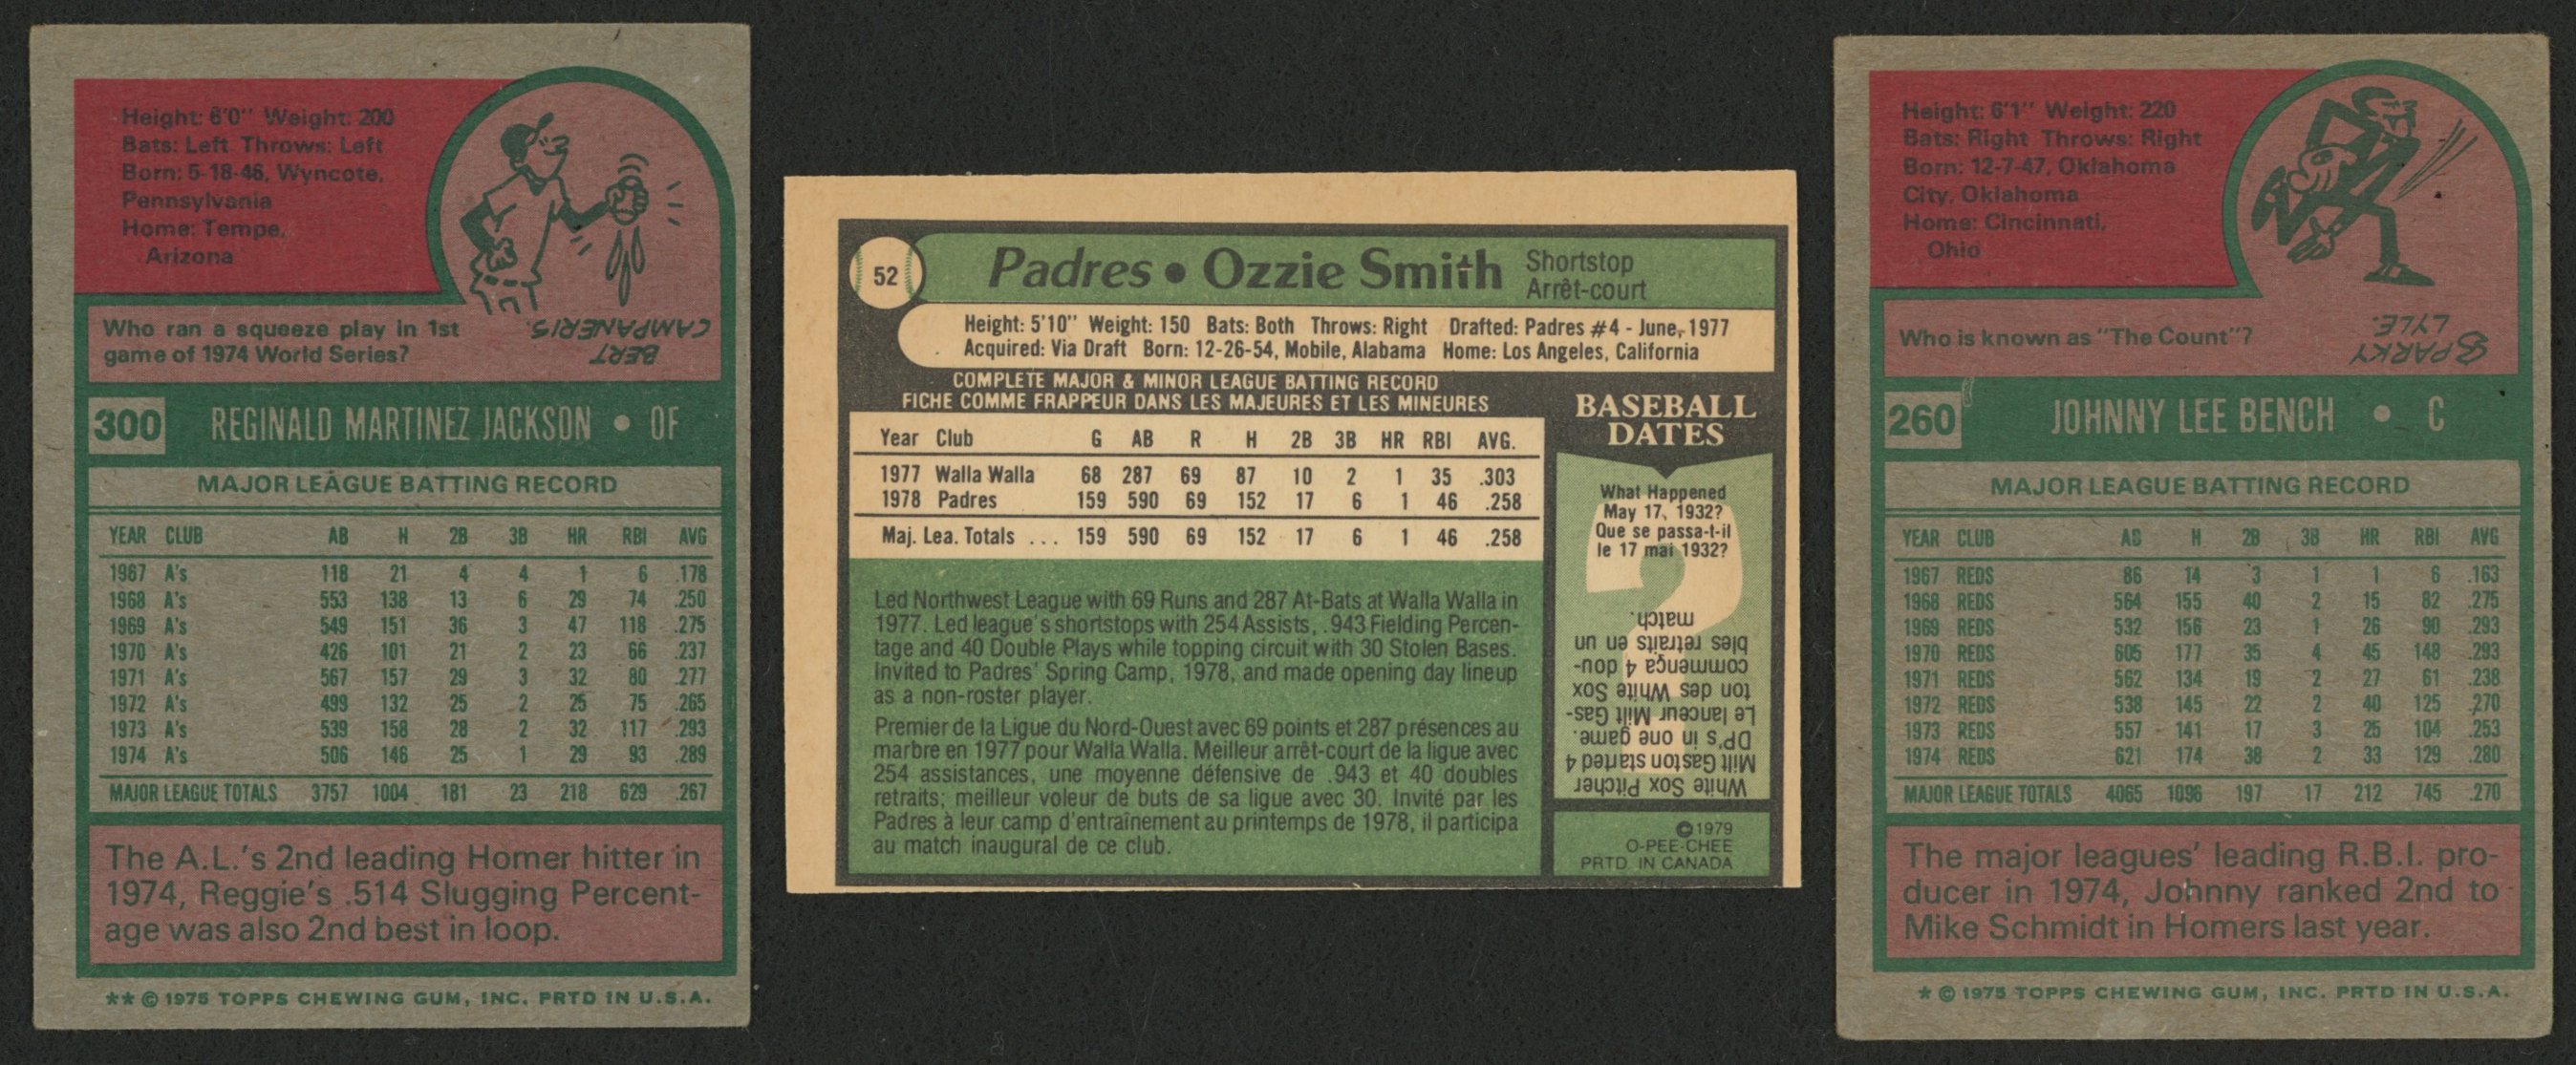 Height: 6'0" Weight: 200
Bats: Left Throws: Left
Born: 5-18-46, Wyncote,
Pennsylvania
Home: Tempe,
Arizona
Who ran a squeeze play in 1st
game of 1974 World Series?
BERT
CAMPANERIS.
300 REGINALD MARTINEZ JACKSON • OF
MAJOR LEAGUE BATTING RECORD
YEAR CLUB AB H 2B 3B HR RBI AVG
1967 A's 118 21 4 4 1 6 .178
1968 A's 553 138 13 6 29 74 .250
1969 A's 549 151 36 3 47 118 .275
1970 A's 426 101 21 2 23 66 .237
1971 A's 567 157 29 3 32 80 .277
1972 A's 499 132 25 2 25 75 .265
1973 A's 539 158 28 2 32 117 .293
1974 A's 506 146 25 1 29 93 .289
MAJOR LEAGUE TOTALS 3757 1004 181 23 218 629 .267
The A.L.'s 2nd leading Homer hitter in
1974, Reggie's .514 Slugging Percent-
age was also 2nd best in loop.
** © 1975 TOPPS CHEWING GUM, INC. PRTD IN U.S.A.
52 Padres • Ozzie Smith Shortstop
Arrêt-court
Height: 5'10" Weight: 150 Bats: Both Throws: Right Drafted: Padres #4 - June, 1977
Acquired: Via Draft Born: 12-26-54, Mobile, Alabama Home: Los Angeles, California
COMPLETE MAJOR & MINOR LEAGUE BATTING RECORD
FICHE COMME FRAPPEUR DANS LES MAJEURES ET LES MINEURES
Year Club G AB R H 2B 3B HR RBI AVG.
1977 Walla Walla 68 287 69 87 10 2 1 35 .303
1978 Padres 159 590 69 152 17 6 1 46 .258
Maj. Lea. Totals ... 159 590 69 152 17 6 1 46 .258
Led Northwest League with 69 Runs and 287 At-Bats at Walla Walla in
1977. Led league's shortstops with 254 Assists, .943 Fielding Percen-
tage and 40 Double Plays while topping circuit with 30 Stolen Bases.
Invited to Padres' Spring Camp, 1978, and made opening day lineup
as a non-roster player.
Premier de la Ligue du Nord-Ouest avec 69 points et 287 présences au
marbre en 1977 pour Walla Walla. Meilleur arrêt-court de la ligue avec
254 assistances, une moyenne défensive de .943 et 40 doubles
retraits; meilleur voleur de buts de sa ligue avec 30. Invité par les
Padres à leur camp d'entraînement au printemps de 1978, il participa
au match inaugural de ce club.
BASEBALL
DATES
What Happened
May 17, 1932?
Que se passa-t-il
le 17 mai 1932?
White Sox Pitcher
Milt Gaston started 4
DP's in one game.
Le lanceur Milt Gas-
ton des White Sox
commença 4 dou-
bles retraits en un
match.
© 1979
O-PEE-CHEE
PRTD. IN CANADA
Height: 6'1" Weight: 220
Bats: Right Throws: Right
Born: 12-7-47, Oklahoma
City, Oklahoma
Home: Cincinnati,
Ohio
Who is known as "The Count"?
SPARKY
LYLE.
260 JOHNNY LEE BENCH • C
MAJOR LEAGUE BATTING RECORD
YEAR CLUB AB H 2B 3B HR RBI AVG
1967 REDS 86 14 3 1 1 6 .163
1968 REDS 564 155 40 2 15 82 .275
1969 REDS 532 156 23 1 26 90 .293
1970 REDS 605 177 35 4 45 148 .293
1971 REDS 562 134 19 2 27 61 .238
1972 REDS 538 145 22 2 40 125 .270
1973 REDS 557 141 17 3 25 104 .253
1974 REDS 621 174 38 2 33 129 .280
MAJOR LEAGUE TOTALS 4065 1096 197 17 212 745 .270
The major leagues' leading R.B.I. pro-
ducer in 1974, Johnny ranked 2nd to
Mike Schmidt in Homers last year.
* © 1975 TOPPS CHEWING GUM, INC. PRTD IN U.S.A.